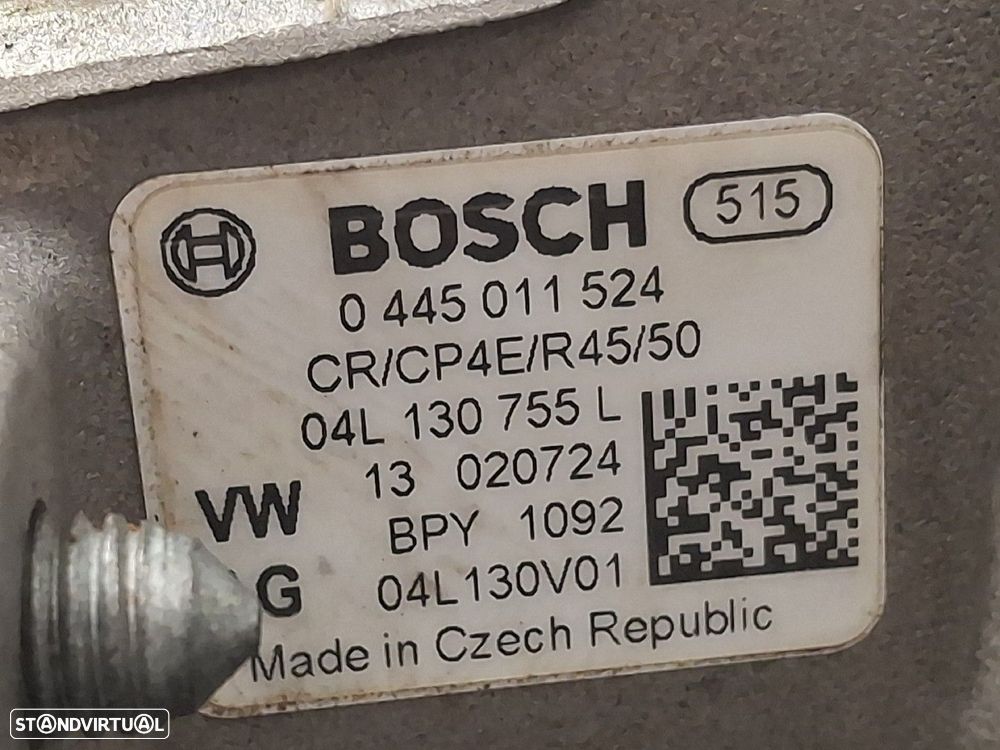 BOSCH 515
0 445 011 524
CR/CP4E/R45/50
04L 130 755 L
13 020724
VW BPY 1092
G 04L130V01
Made in Czech Republic
STANDVIRTUAL